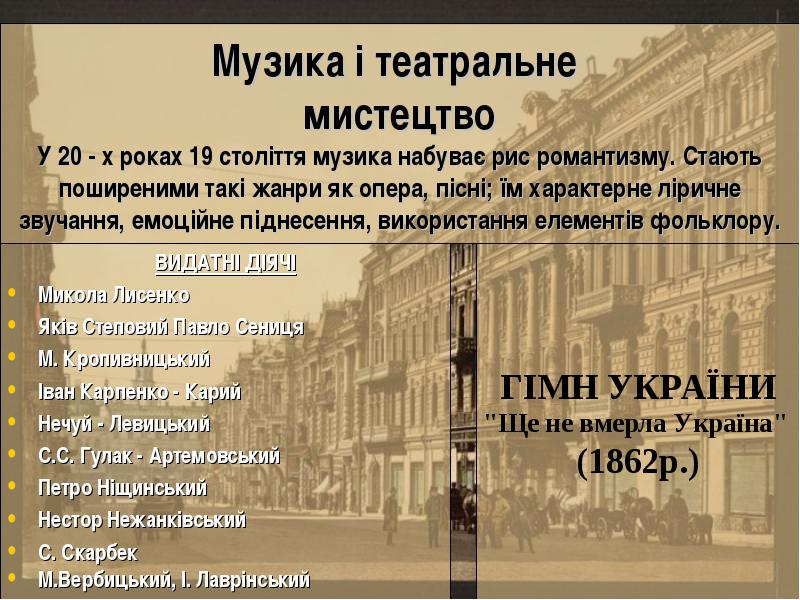 Музика і театральне
мистецтво
У 20 - х роках 19 століття музика набуває рис романтизму. Стають
поширеними такі жанри як опера, пісні; їм характерне ліричне
звучання, емоційне піднесення, використання елементів фольклору.
ВИДАТНІ ДІЯЧІ
Микола Лисенко
Яків Степовий Павло Сениця
М. Кропивницький
Іван Карпенко - Карий
Нечуй - Левицький
С.С. Гулак - Артемовський
Петро Ніщинський
Нестор Нежанківський
С. Скарбек
М.Вербицький, І. Лаврінський
ГІМН УКРАЇНИ
"Ще не вмерла Україна"
(1862р.)